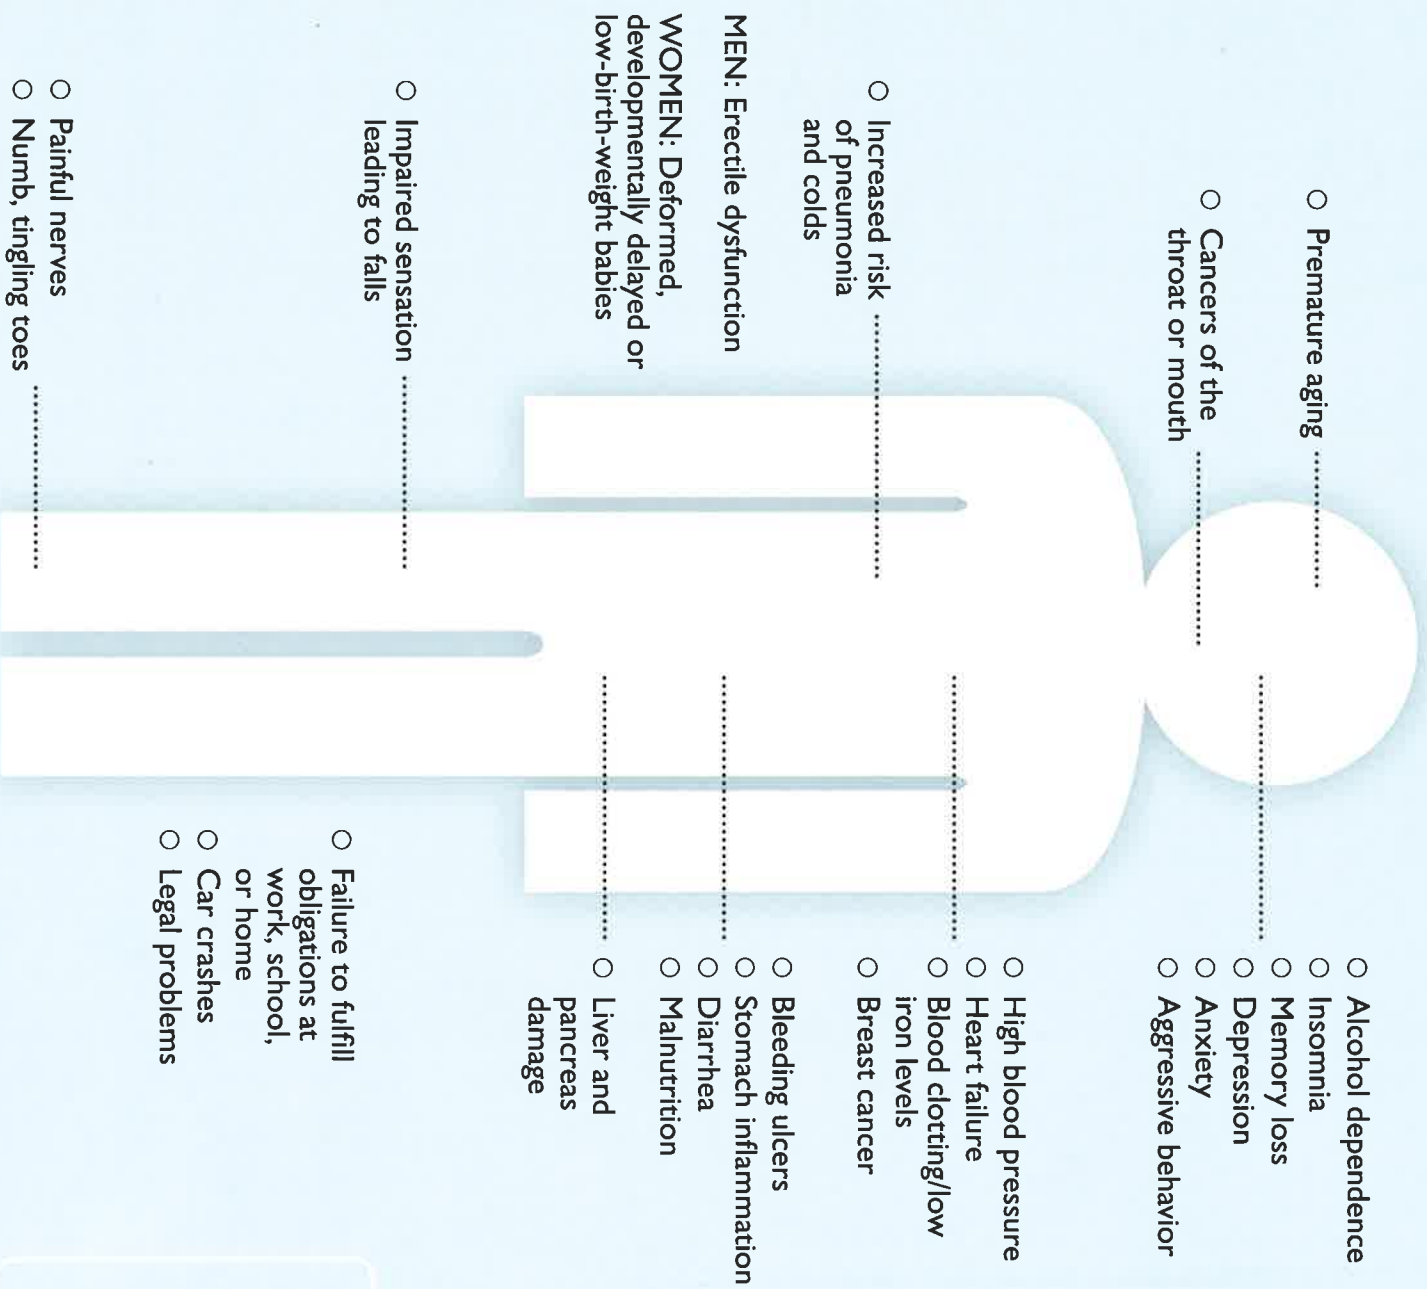 ○ Premature aging
○ Cancers of the
throat or mouth
○ Increased risk
of pneumonia
and colds
MEN: Erectile dysfunction
WOMEN: Deformed,
developmentally delayed or
low-birth-weight babies
○ Impaired sensation
leading to falls
○ Painful nerves
○ Numb, tingling toes
○ Alcohol dependence
○ Insomnia
○ Memory loss
○ Depression
○ Anxiety
○ Aggressive behavior
○ High blood pressure
○ Heart failure
○ Blood clotting/low
iron levels
○ Breast cancer
○ Bleeding ulcers
○ Stomach inflammation
○ Diarrhea
○ Malnutrition
○ Liver and
pancreas
damage
○ Failure to fulfill
obligations at
work, school,
or home
○ Car crashes
○ Legal problems